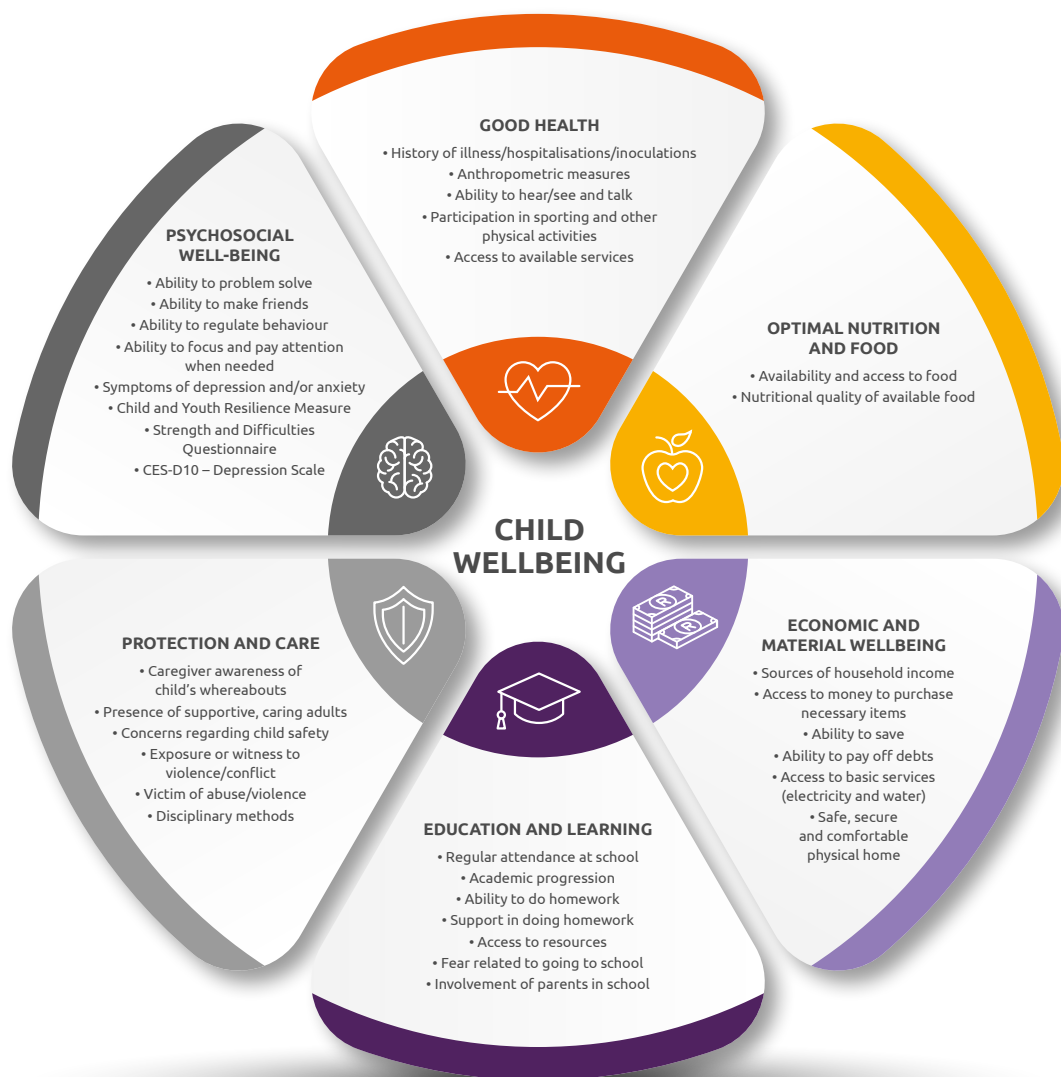 GOOD HEALTH
• History of illness/hospitalisations/inoculations
• Anthropometric measures
• Ability to hear/see and talk
• Participation in sporting and other
physical activities
• Access to available services
OPTIMAL NUTRITION
AND FOOD
• Availability and access to food
• Nutritional quality of available food
ECONOMIC AND
MATERIAL WELLBEING
• Sources of household income
• Access to money to purchase
necessary items
• Ability to save
• Ability to pay off debts
• Access to basic services
(electricity and water)
• Safe, secure
and comfortable
physical home
R
R
EDUCATION AND LEARNING
• Regular attendance at school
• Academic progression
• Ability to do homework
• Support in doing homework
• Access to resources
• Fear related to going to school
• Involvement of parents in school
PROTECTION AND CARE
• Caregiver awareness of
child's whereabouts
• Presence of supportive, caring adults
• Concerns regarding child safety
• Exposure or witness to
violence/conflict
• Victim of abuse/violence
• Disciplinary methods
PSYCHOSOCIAL
WELL-BEING
• Ability to problem solve
• Ability to make friends
• Ability to regulate behaviour
• Ability to focus and pay attention
when needed
• Symptoms of depression and/or anxiety
• Child and Youth Resilience Measure
• Strength and Difficulties
Questionnaire
• CES-D10 – Depression Scale
CHILD
WELLBEING